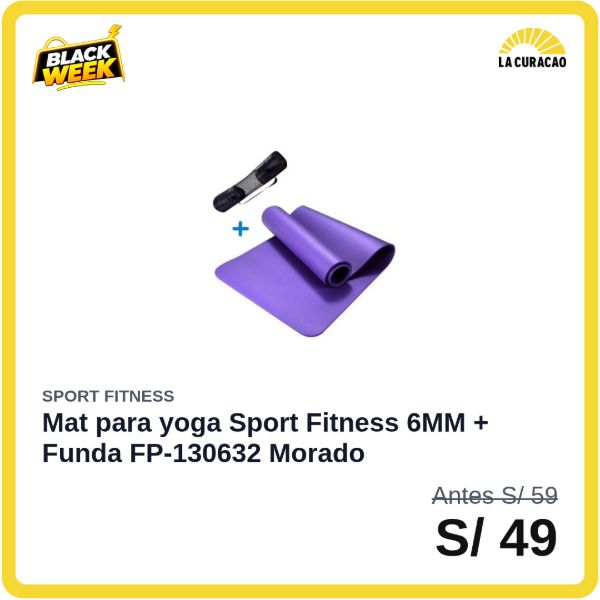 BLACK
WEEK
LA CURACAO
SPORT FITNESS
Mat para yoga Sport Fitness 6MM +
Funda FP-130632 Morado
Antes S/ 59
S/ 49